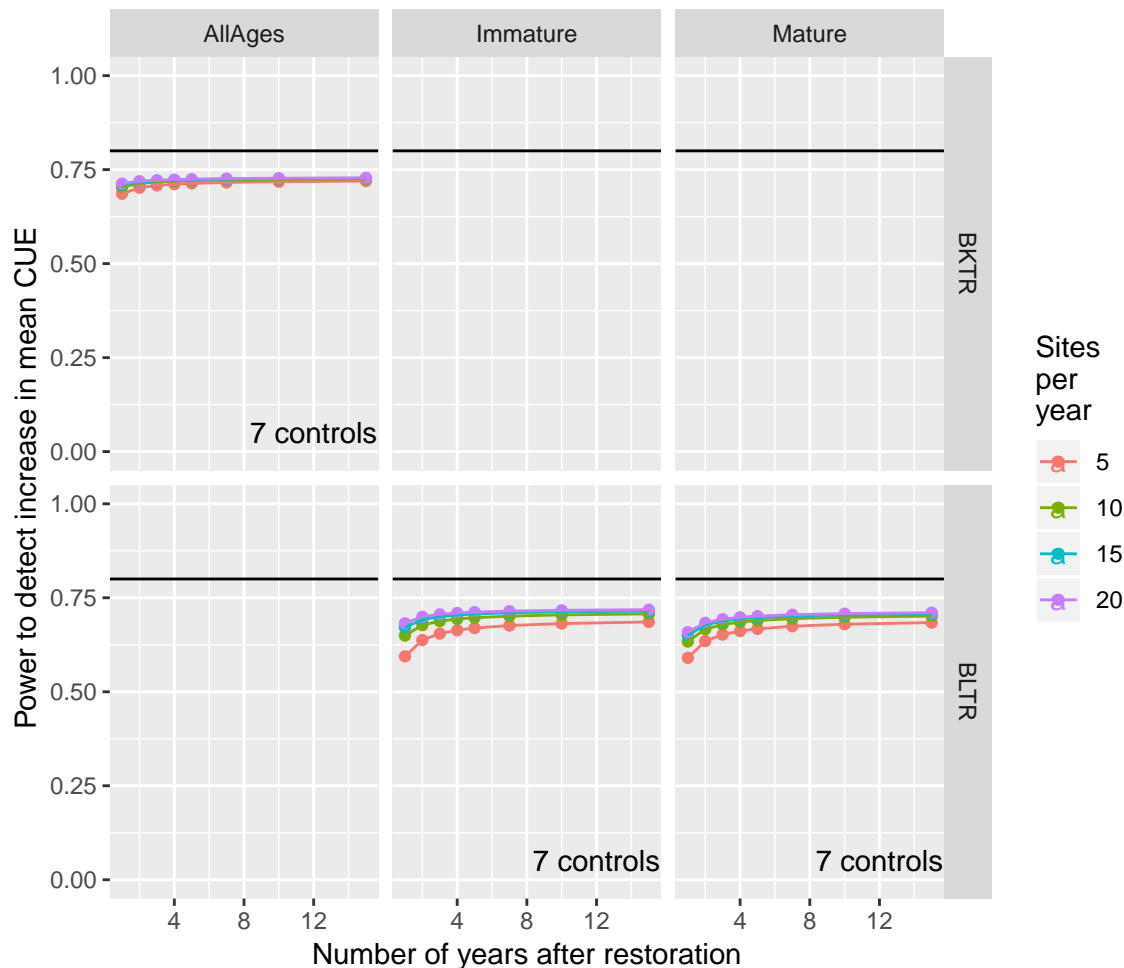 AllAges
Immature
Mature
Power to detect increase in mean CUE
1.00
0.75
0.50
0.25
0.00
7 controls
BKTR
1.00
0.75
0.50
0.25
0.00
7 controls
7 controls
BLTR
4 8 12
4 8 12
4 8 12
Number of years after restoration
Sites
per
year
a 5
a 10
a 15
a 20